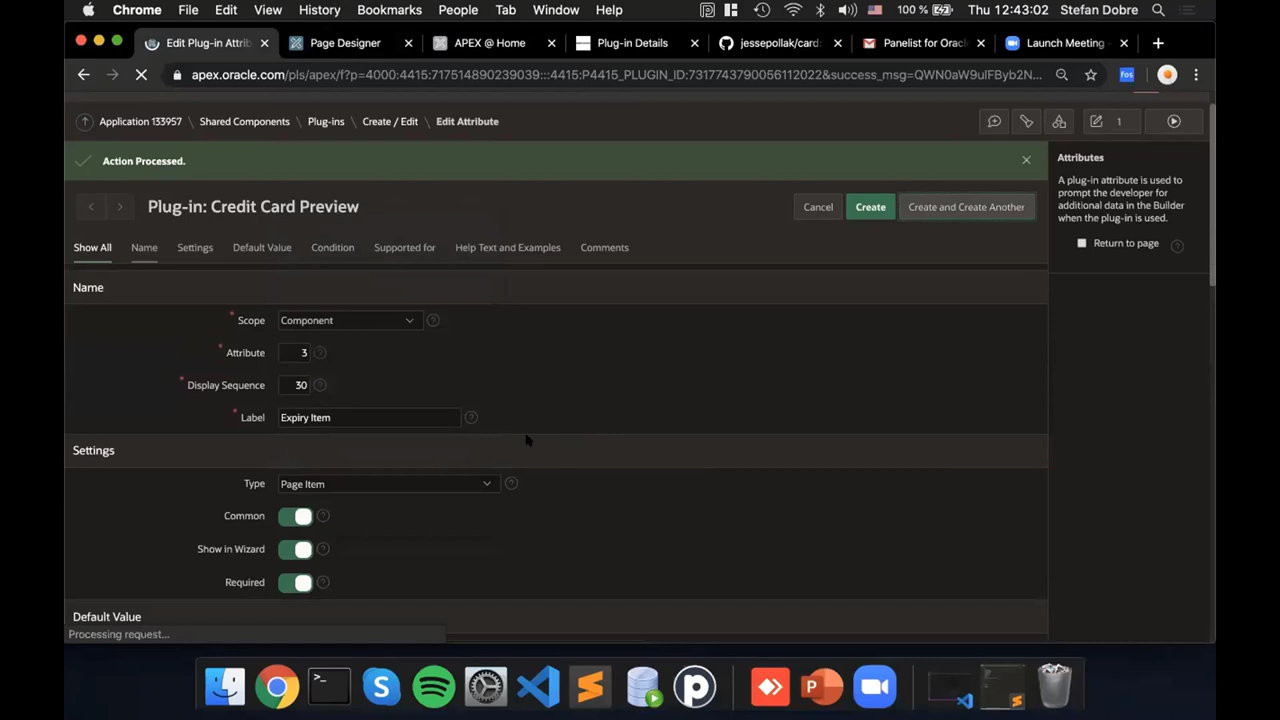 Chrome File Edit View History Bookmarks People Tab Window Help 100 % Thu 12:43:02 Stefan Dobre
Edit Plug-in Attrib Page Designer APEX @ Home Plug-in Details jessepollak/card: Panelist for Oracl Launch Meeting -
apex.oracle.com/pls/apex/f?p=4000:4415:717514890239039:::4415:P4415_PLUGIN_ID:7317743790056112022&success_msg=QWN0aW9uIFByb2N... fos
Application 133957 Shared Components Plug-ins Create / Edit Edit Attribute 1
Action Processed.
Plug-in: Credit Card Preview Cancel Create Create and Create Another
Show All Name Settings Default Value Condition Supported for Help Text and Examples Comments
Name
* Scope Component ?
* Attribute 3 ?
* Display Sequence 30 ?
* Label Expiry Item ?
Settings
Type Page Item ?
Common ?
Show in Wizard ?
Required ?
Default Value
Processing request...
Attributes
A plug-in attribute is used to
prompt the developer for
additional data in the Builder
when the plug-in is used.
Return to page ?